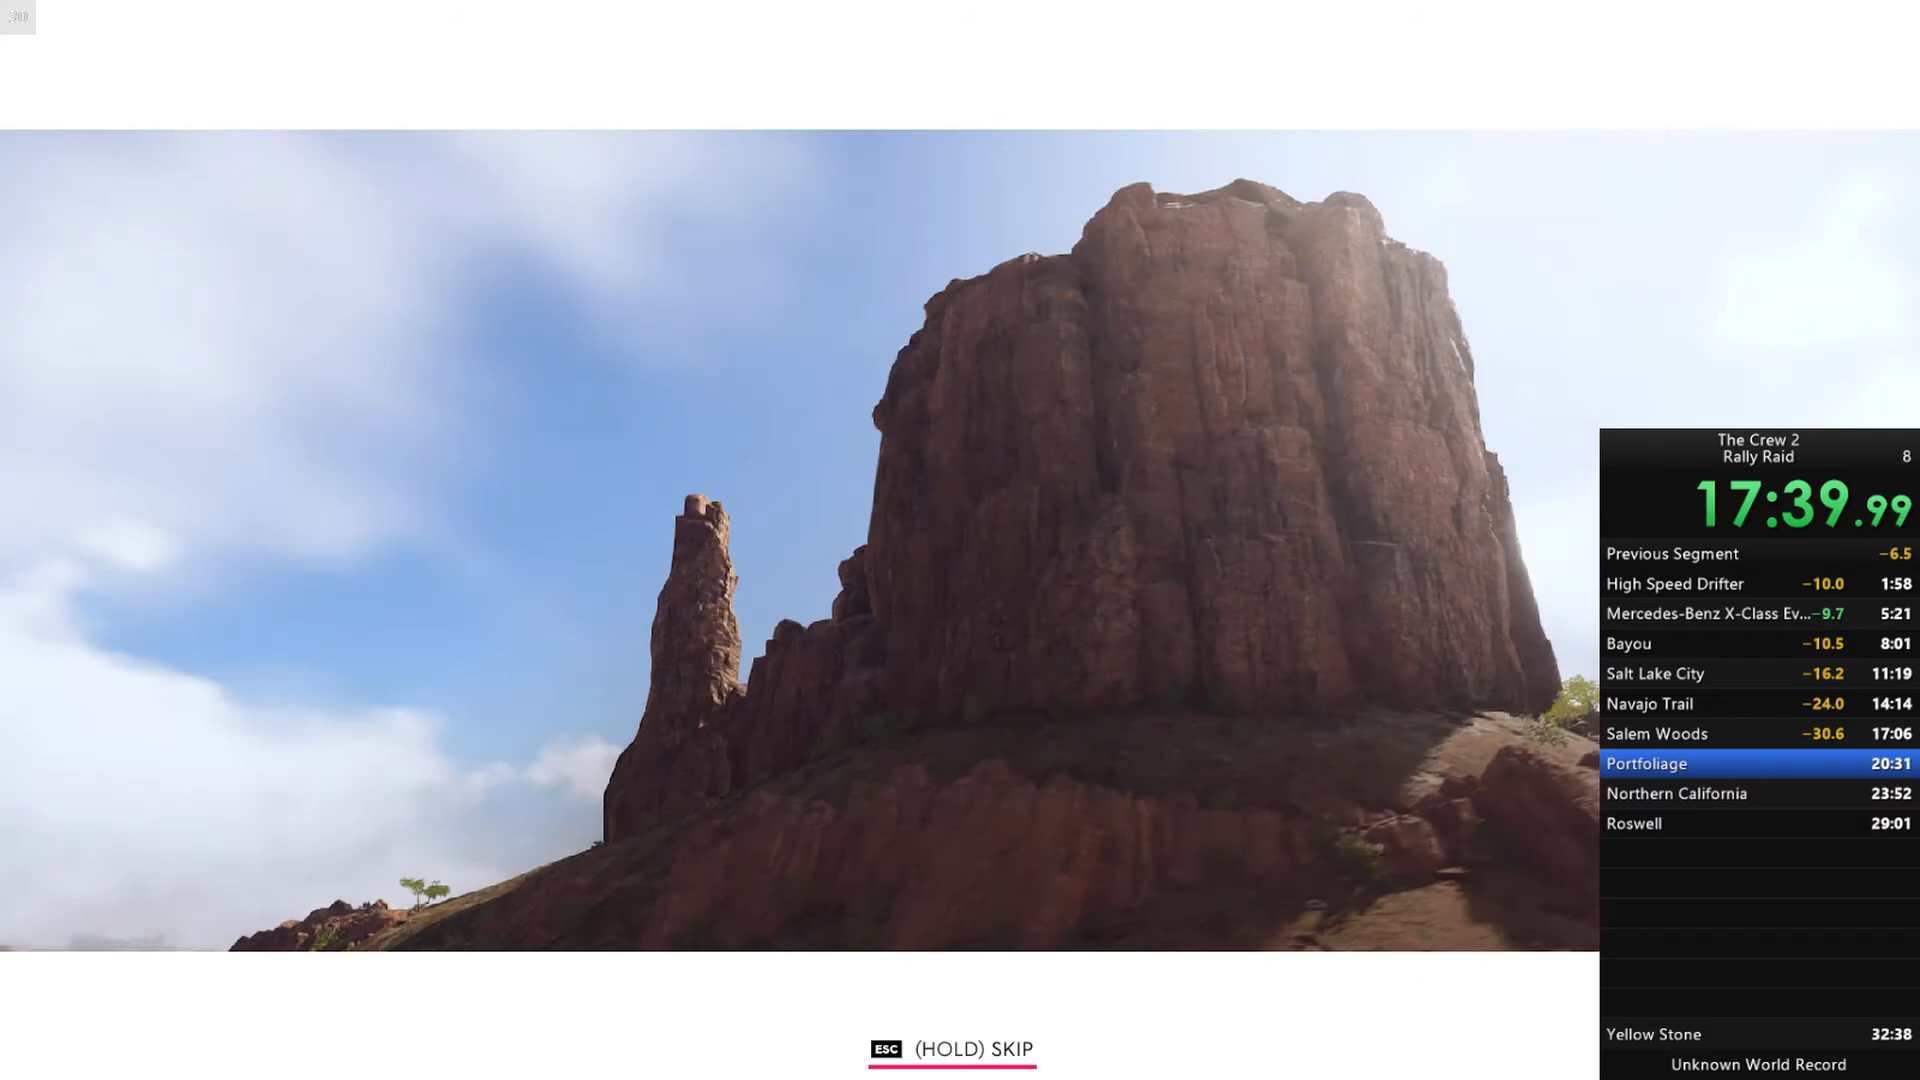 The Crew 2
Rally Raid 8
17:39.99
Previous Segment −6.5
High Speed Drifter −10.0 1:58
Mercedes-Benz X-Class Ev...−9.7 5:21
Bayou −10.5 8:01
Salt Lake City −16.2 11:19
Navajo Trail −24.0 14:14
Salem Woods −30.6 17:06
Portfoliage 20:31
Northern California 23:52
Roswell 29:01
Yellow Stone 32:38
Unknown World Record
ESC (HOLD) SKIP